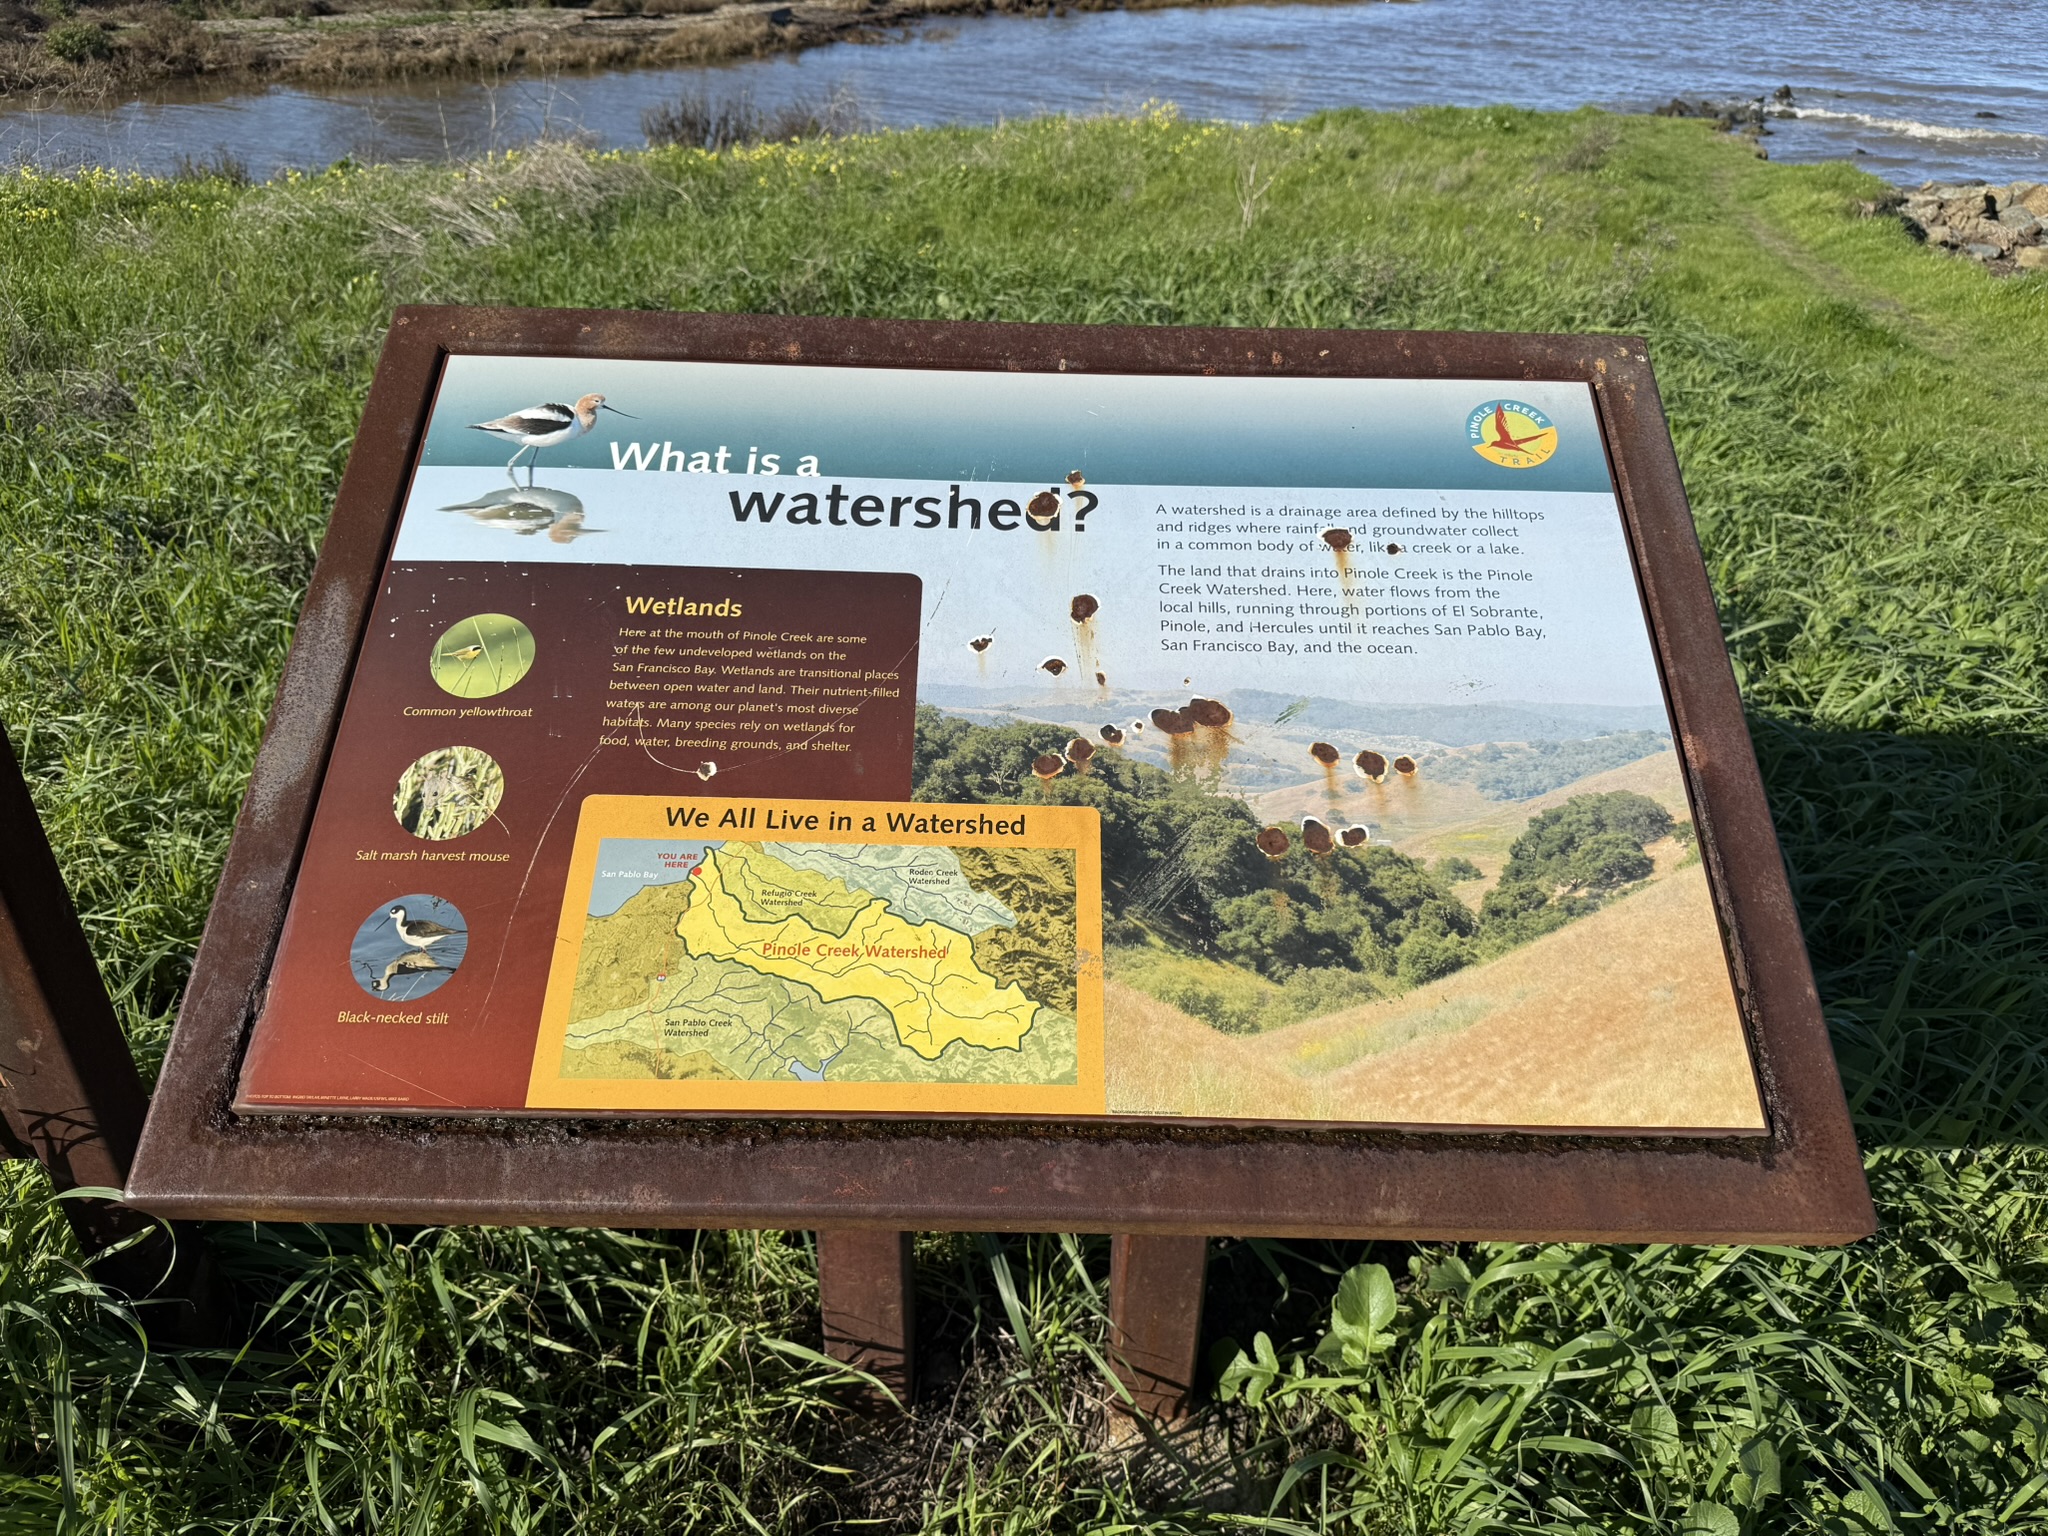 What is a
watershed?
PINOLE CREEK
TRAIL
A watershed is a drainage area defined by the hilltops
and ridges where rainfall and groundwater collect
in a common body of water, like a creek or a lake.
The land that drains into Pinole Creek is the Pinole
Creek Watershed. Here, water flows from the
local hills, running through portions of El Sobrante,
Pinole, and Hercules until it reaches San Pablo Bay,
San Francisco Bay, and the ocean.
Wetlands
Here at the mouth of Pinole Creek are some
of the few undeveloped wetlands on the
San Francisco Bay. Wetlands are transitional places
between open water and land. Their nutrient-filled
waters are among our planet's most diverse
habitats. Many species rely on wetlands for
food, water, breeding grounds, and shelter.
Common yellowthroat
Salt marsh harvest mouse
Black-necked stilt
We All Live in a Watershed
YOU ARE
HERE
San Pablo Bay
Refugio Creek
Watershed
Rodeo Creek
Watershed
Pinole Creek Watershed
80
San Pablo Creek
Watershed